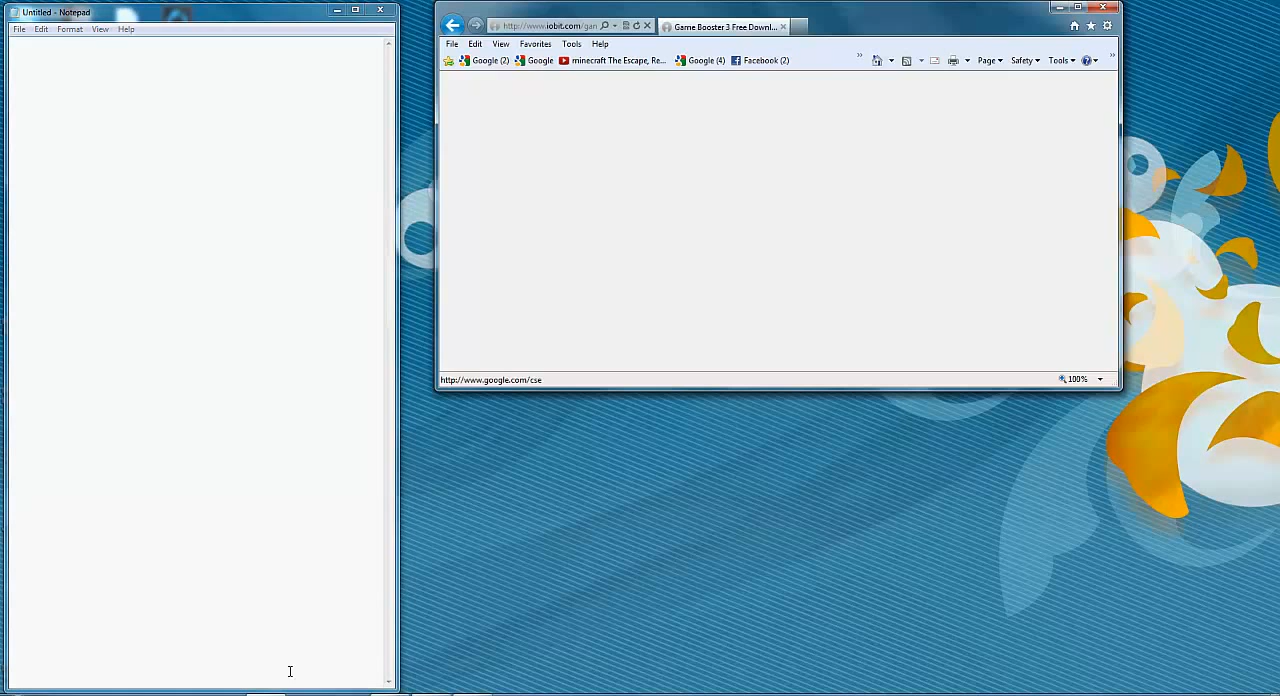 Untitled - Notepad
File Edit Format View Help
http://www.iobit.com/gan
Game Booster 3 Free Downl...
File Edit View Favorites Tools Help
Google (2) Google minecraft The Escape, Re... Google (4) Facebook (2)
Page Safety Tools
http://www.google.com/cse
100%